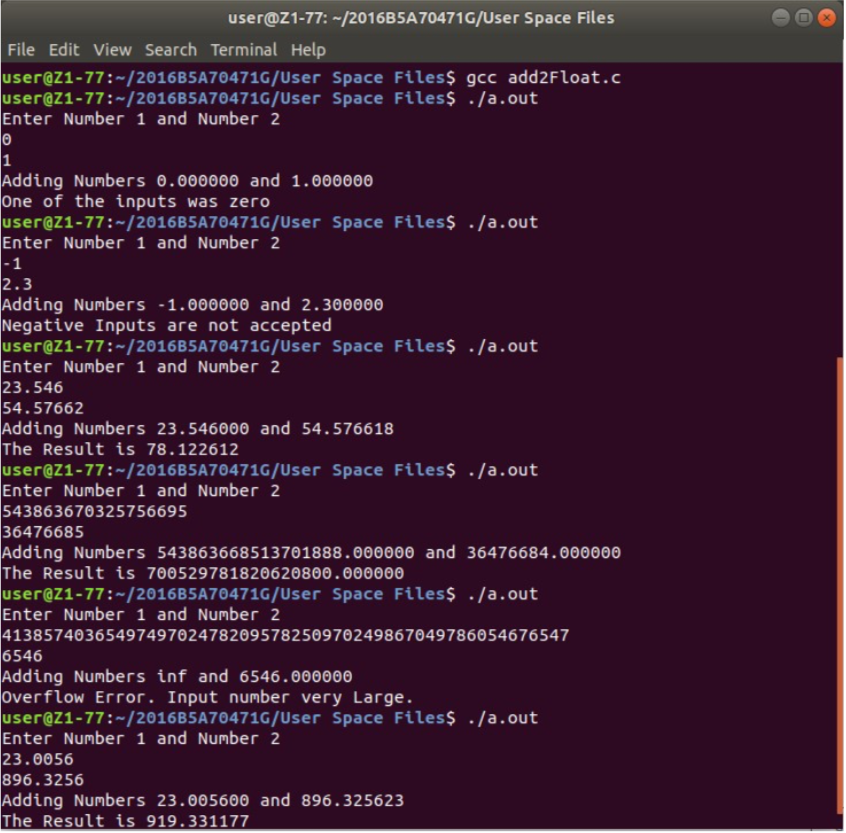 user@Z1-77: ~/2016B5A70471G/User Space Files
File Edit View Search Terminal Help
user@Z1-77:~/2016B5A70471G/User Space Files$ gcc add2Float.c
user@Z1-77:~/2016B5A70471G/User Space Files$ ./a.out
Enter Number 1 and Number 2
0
1
Adding Numbers 0.000000 and 1.000000
One of the inputs was zero
user@Z1-77:~/2016B5A70471G/User Space Files$ ./a.out
Enter Number 1 and Number 2
-1
2.3
Adding Numbers -1.000000 and 2.300000
Negative Inputs are not accepted
user@Z1-77:~/2016B5A70471G/User Space Files$ ./a.out
Enter Number 1 and Number 2
23.546
54.57662
Adding Numbers 23.546000 and 54.576618
The Result is 78.122612
user@Z1-77:~/2016B5A70471G/User Space Files$ ./a.out
Enter Number 1 and Number 2
543863670325756695
36476685
Adding Numbers 543863668513701888.000000 and 36476684.000000
The Result is 700529781820620800.000000
user@Z1-77:~/2016B5A70471G/User Space Files$ ./a.out
Enter Number 1 and Number 2
4138574036549749702478209578250970249867049786054676547
6546
Adding Numbers inf and 6546.000000
Overflow Error. Input number very Large.
user@Z1-77:~/2016B5A70471G/User Space Files$ ./a.out
Enter Number 1 and Number 2
23.0056
896.3256
Adding Numbers 23.005600 and 896.325623
The Result is 919.331177